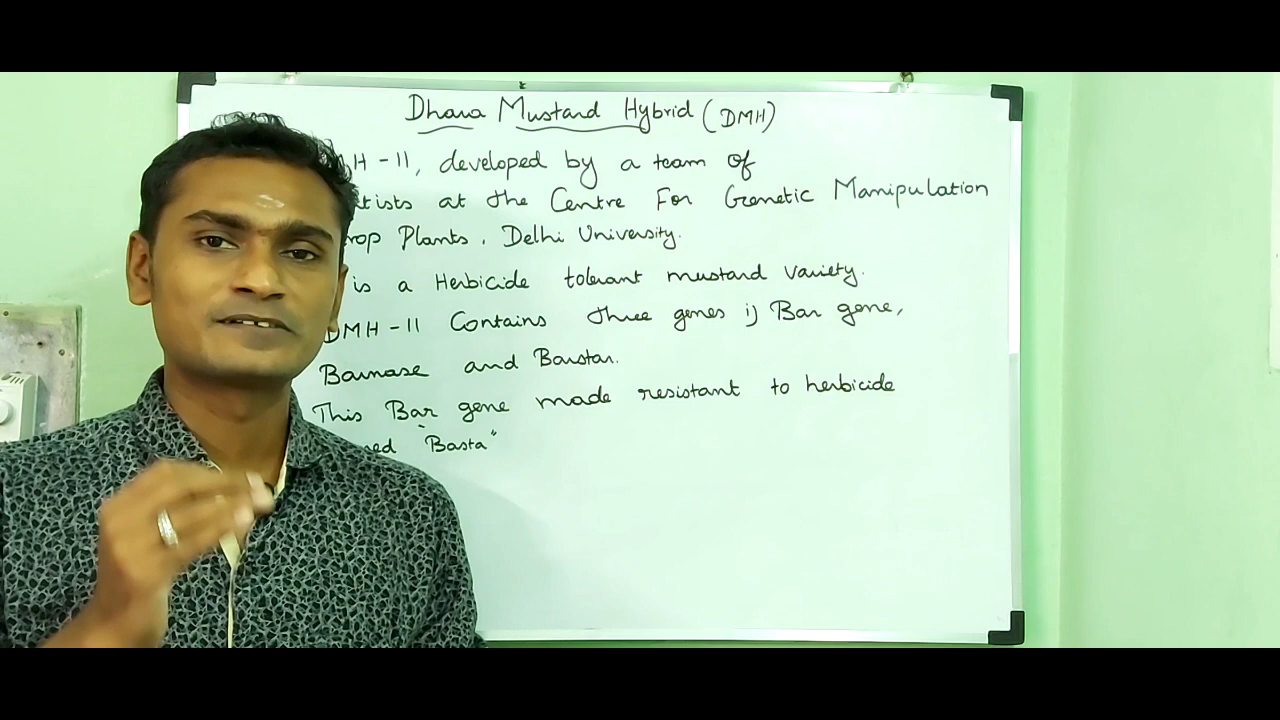 Dhara Mustard Hybrid (DMH)
H-11, developed by a team of
at the Centre For Genetic Manipulation
Plants, Delhi University.
is a Herbicide tolerant mustard variety.
DMH-11 Contains three genes i) Bar gene,
Barnase and Barstar.
This Bar gene made resistant to herbicide
"Basta"